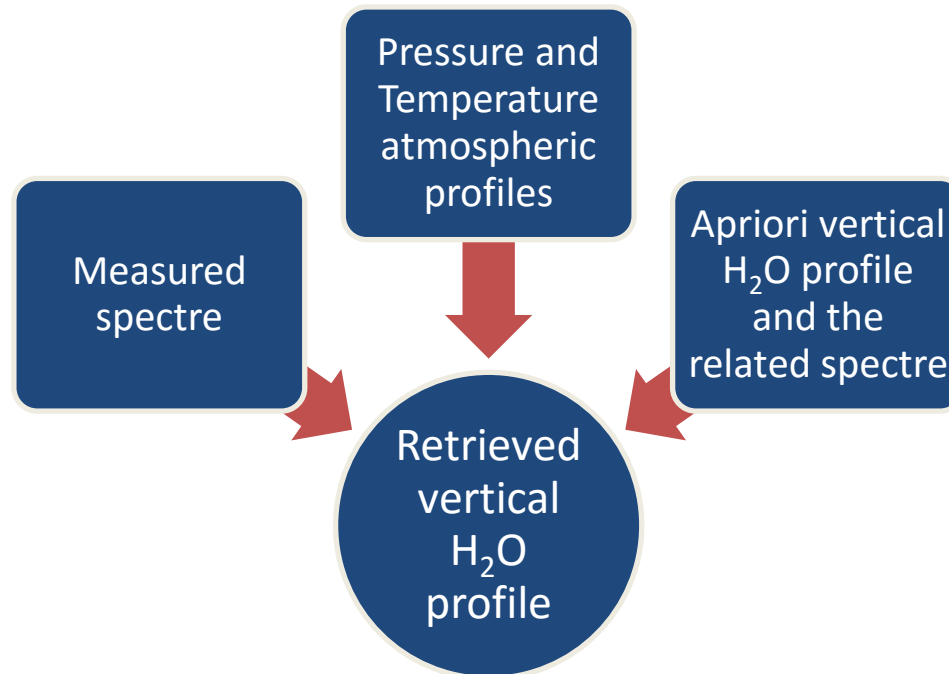 Pressure and
Temperature
atmospheric
profiles
Measured
spectre
Apriori vertical
H₂O profile
and the
related spectre
Retrieved
vertical
H₂O
profile